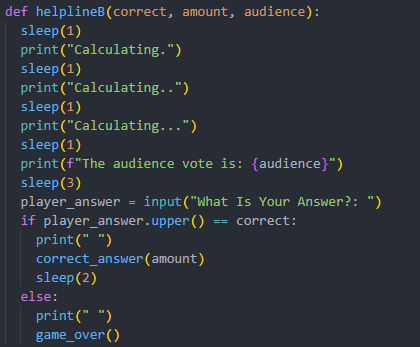 def helplineB(correct, amount, audience):
  sleep(1)
  print("Calculating.")
  sleep(1)
  print("Calculating..")
  sleep(1)
  print("Calculating...")
  sleep(1)
  print(f"The audience vote is: {audience}")
  sleep(3)
  player_answer = input("What Is Your Answer?: ")
  if player_answer.upper() == correct:
    print(" ")
    correct_answer(amount)
    sleep(2)
  else:
    print(" ")
    game_over()